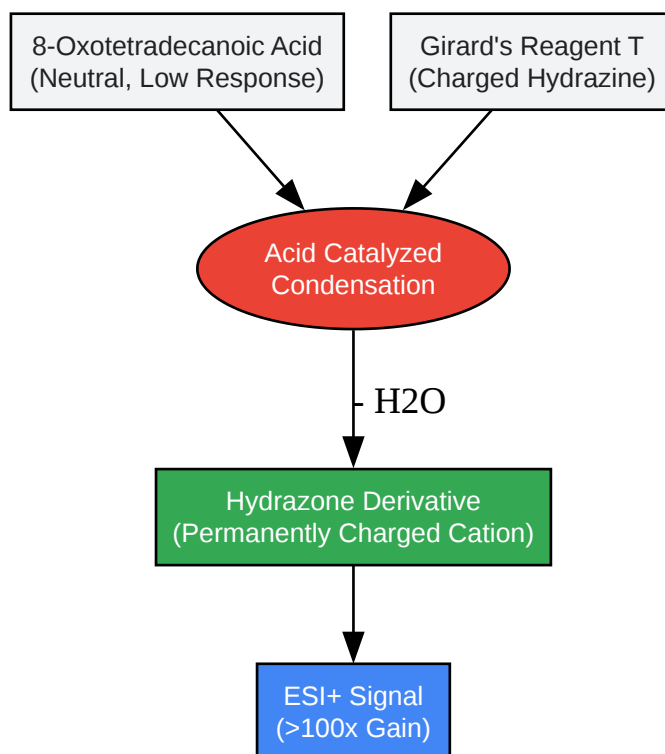 8-Oxotetradecanoic Acid
(Neutral, Low Response)
Girard's Reagent T
(Charged Hydrazine)
Acid Catalyzed
Condensation
- H2O
Hydrazone Derivative
(Permanently Charged Cation)
ESI+ Signal
(>100x Gain)